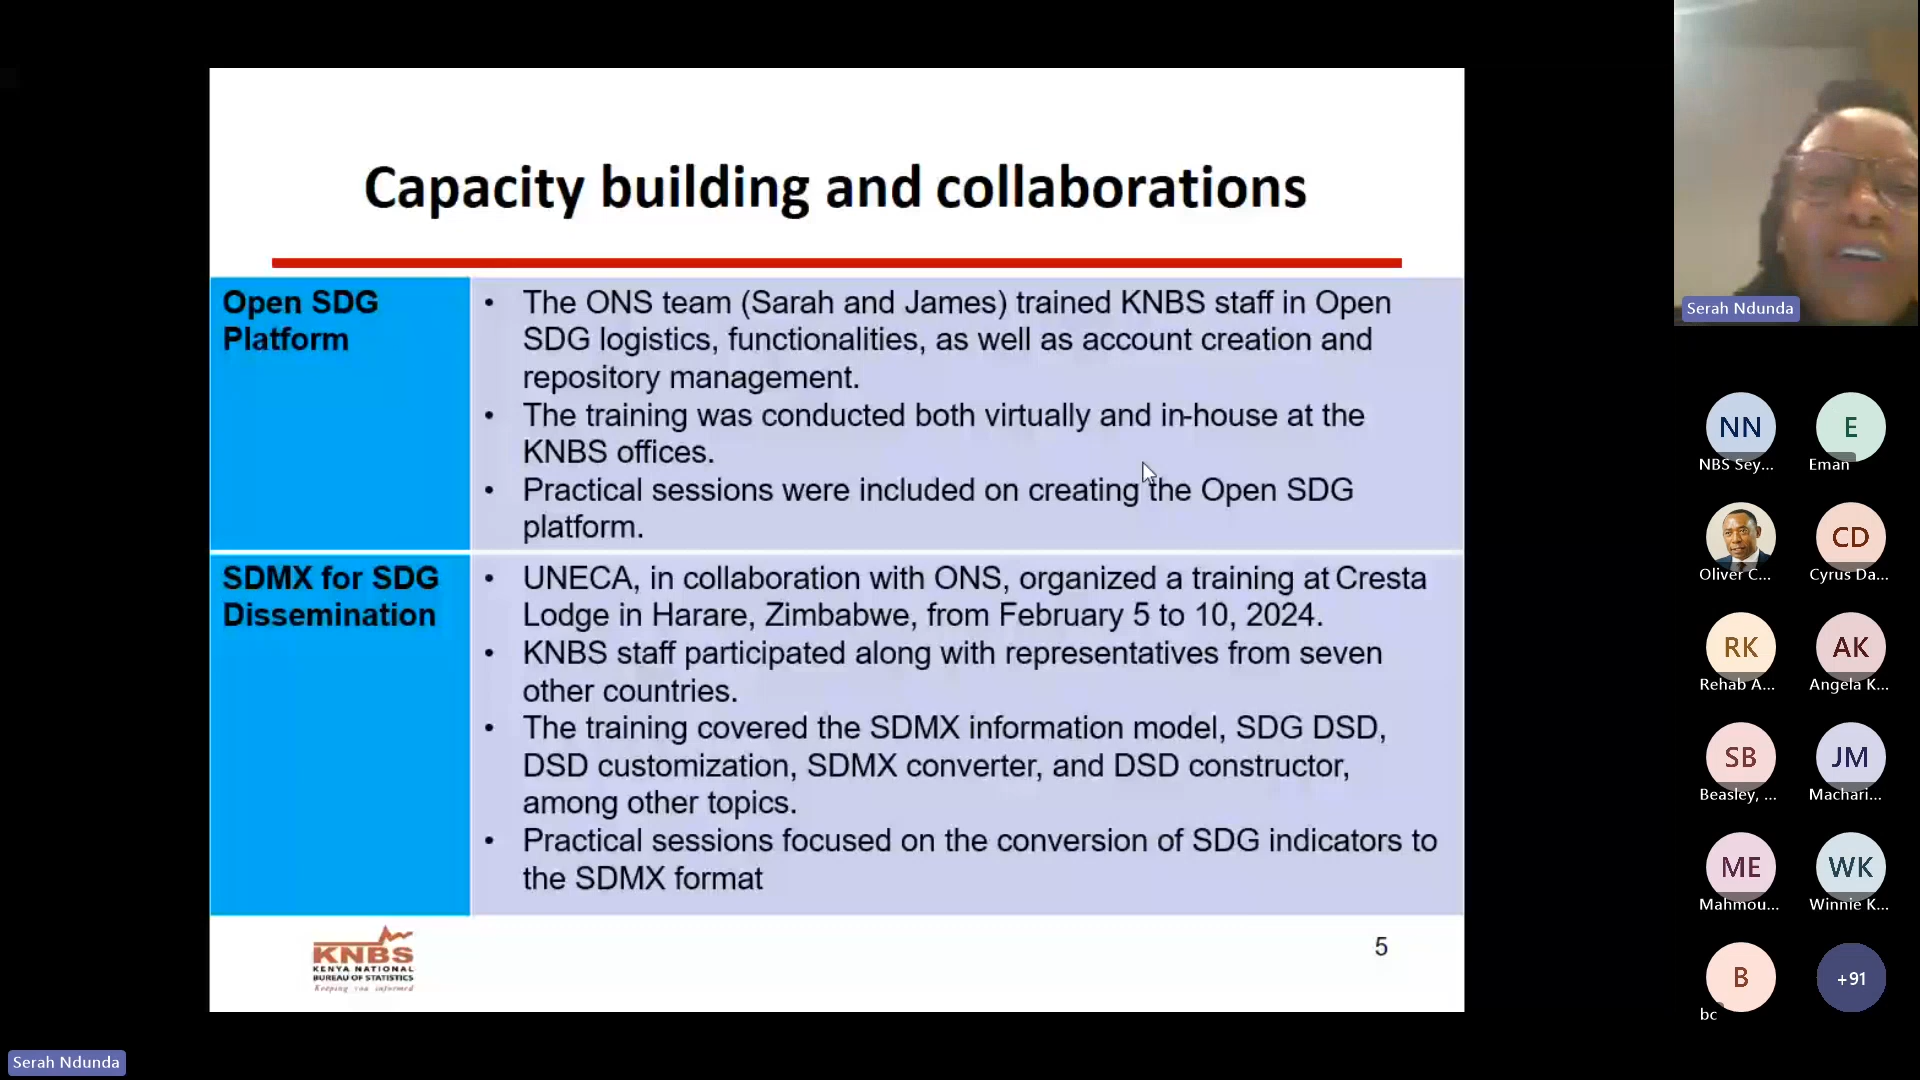 Capacity building and collaborations
Open SDG
Platform
• The ONS team (Sarah and James) trained KNBS staff in Open
SDG logistics, functionalities, as well as account creation and
repository management.
• The training was conducted both virtually and in-house at the
KNBS offices.
• Practical sessions were included on creating the Open SDG
platform.
SDMX for SDG
Dissemination
• UNECA, in collaboration with ONS, organized a training at Cresta
Lodge in Harare, Zimbabwe, from February 5 to 10, 2024.
• KNBS staff participated along with representatives from seven
other countries.
• The training covered the SDMX information model, SDG DSD,
DSD customization, SDMX converter, and DSD constructor,
among other topics.
• Practical sessions focused on the conversion of SDG indicators to
the SDMX format
KNBS
KENYA NATIONAL
BUREAU OF STATISTICS
Keeping you informed
5
Serah Ndunda
Serah Ndunda
NN
NBS Sey...
E
Eman
Oliver C...
CD
Cyrus Da...
RK
Rehab A...
AK
Angela K...
SB
Beasley, ...
JM
Machari...
ME
Mahmou...
WK
Winnie K...
B
bc
+91